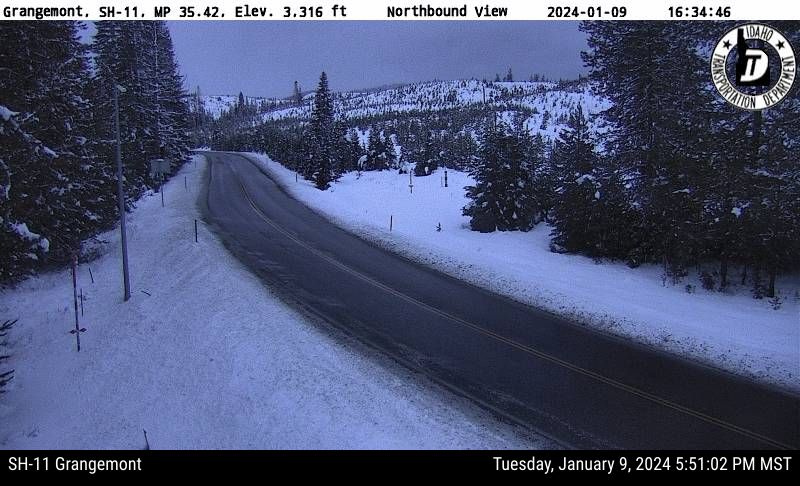 Grangemont, SH-11, MP 35.42, Elev. 3,316 ft Northbound View 2024-01-09 16:34:46
IDAHO
TRANSPORTATION DEPARTMENT
SH-11 Grangemont Tuesday, January 9, 2024 5:51:02 PM MST